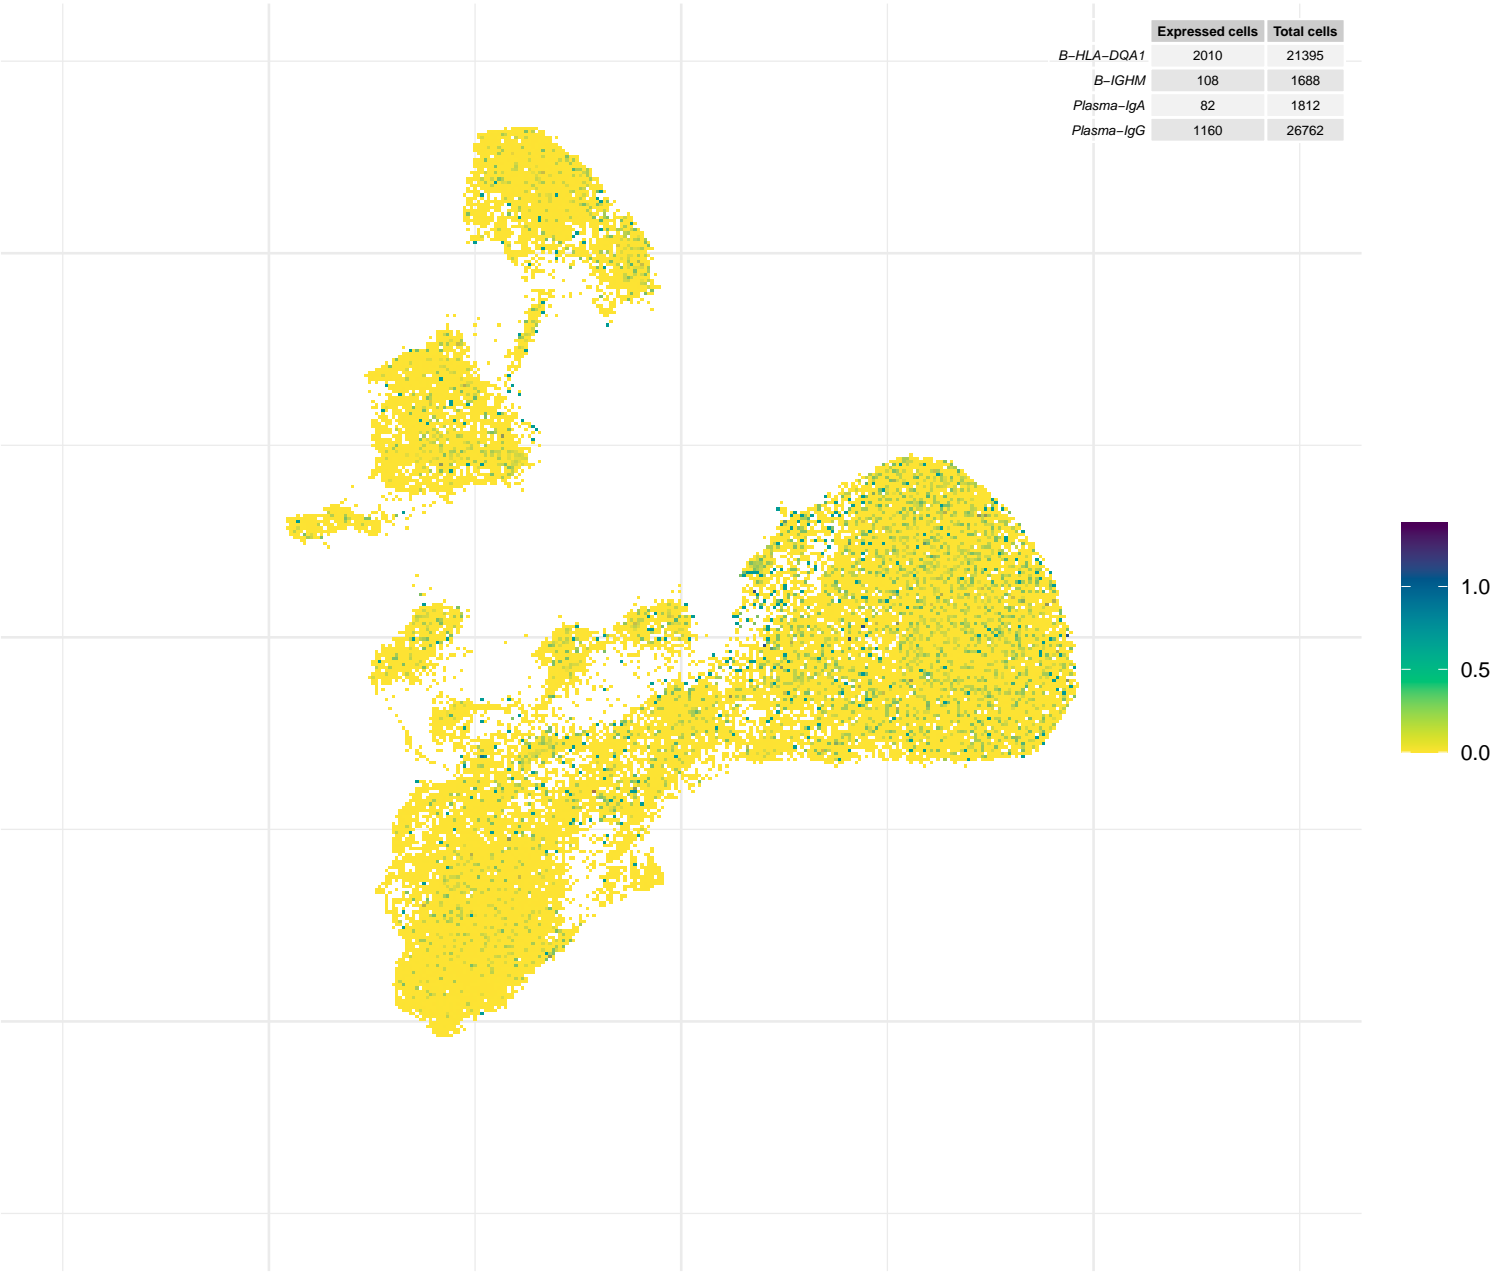 Expressed cells Total cells
B−HLA−DQA1 2010 21395
B−IGHM 108 1688
Plasma−IgA 82 1812
Plasma−IgG 1160 26762
1.0
0.5
0.0